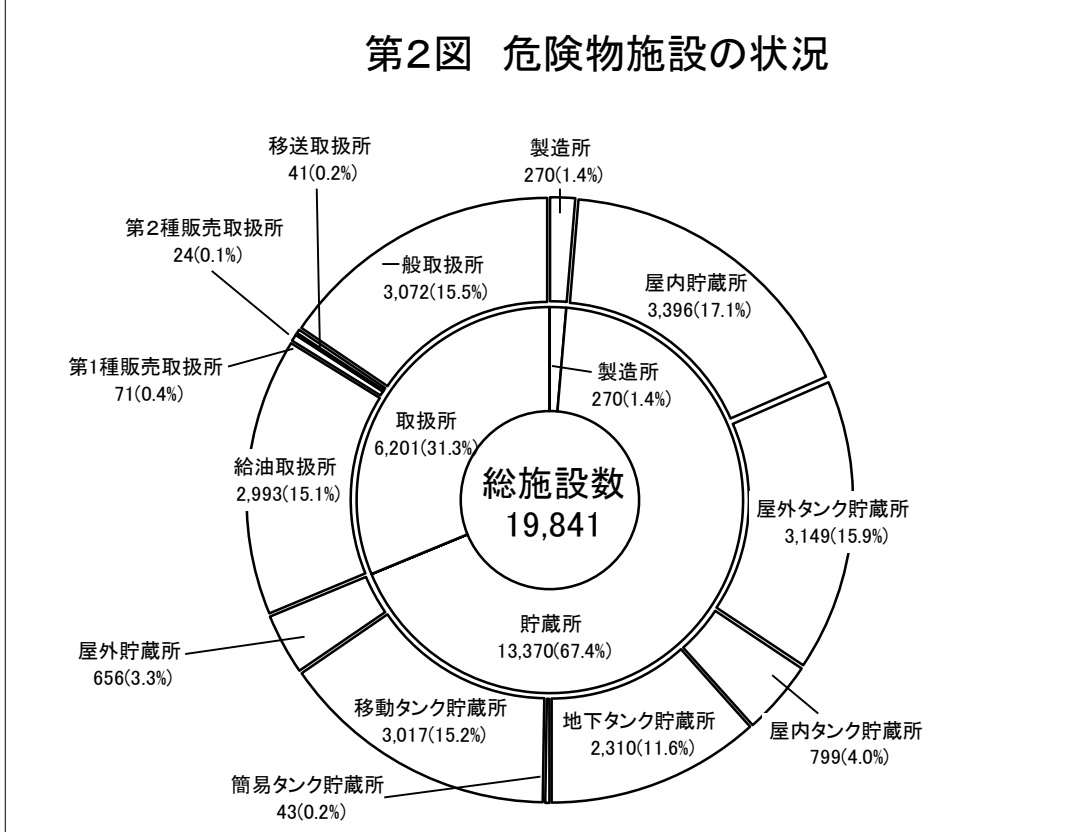 第2図 危険物施設の状況
移送取扱所
41(0.2%)
製造所
270(1.4%)
第２種販売取扱所
24(0.1%)
一般取扱所
3,072(15.5%)
屋内貯蔵所
3,396(17.1%)
第1種販売取扱所
71(0.4%)
製造所
270(1.4%)
取扱所
6,201(31.3%)
給油取扱所
2,993(15.1%)
総施設数
19,841
屋外タンク貯蔵所
3,149(15.9%)
貯蔵所
13,370(67.4%)
屋外貯蔵所
656(3.3%)
移動タンク貯蔵所
3,017(15.2%)
地下タンク貯蔵所
2,310(11.6%)
屋内タンク貯蔵所
799(4.0%)
簡易タンク貯蔵所
43(0.2%)